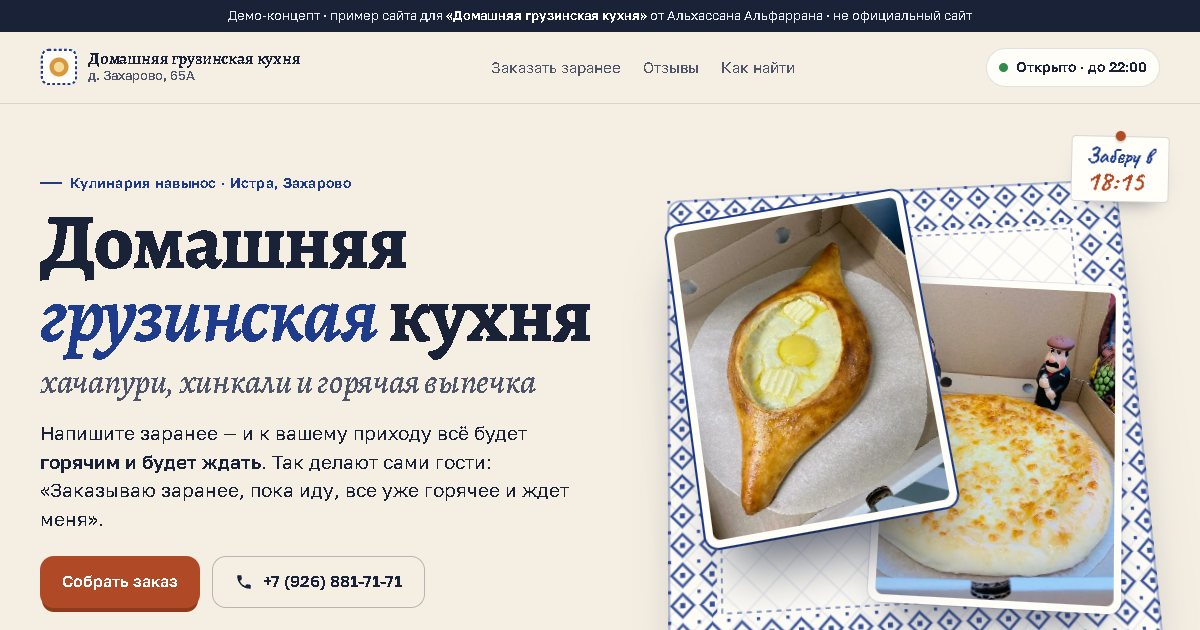 Демо-концепт · пример сайта для «Домашняя грузинская кухня» от Альхассана Альфаррана · не официальный сайт
Домашняя грузинская кухня
д. Захарово, 65А
Заказать заранее
Отзывы
Как найти
Открыто · до 22:00
Заберу в
18:15
Кулинария навынос · Истра, Захарово
Домашняя
грузинская кухня
хачапури, хинкали и горячая выпечка
Напишите заранее — и к вашему приходу всё будет
горячим и будет ждать. Так делают сами гости:
«Заказываю заранее, пока иду, все уже горячее и ждет
меня».
Собрать заказ
+7 (926) 881-71-71